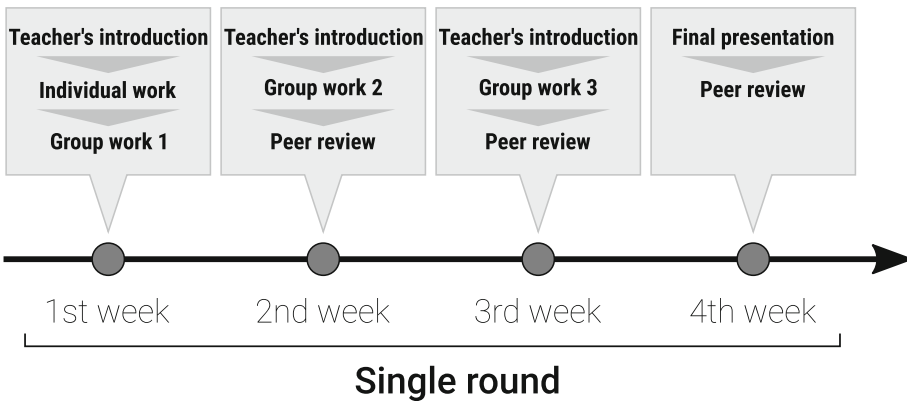 Teacher's introduction
Individual work
Group work 1
Teacher's introduction
Group work 2
Peer review
Teacher's introduction
Group work 3
Peer review
Final presentation
Peer review
1st week
2nd week
3rd week
4th week
Single round